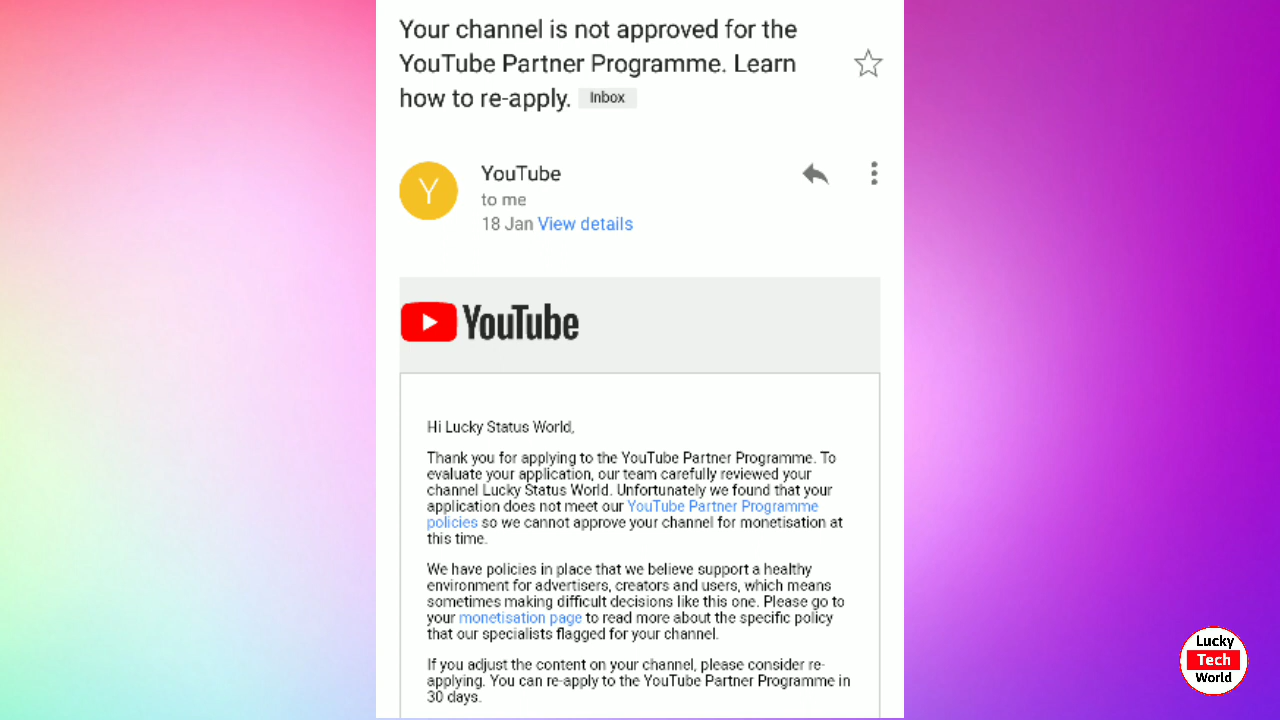 Your channel is not approved for the
YouTube Partner Programme. Learn
how to re-apply. Inbox
Y
YouTube
to me
18 Jan View details
YouTube
Hi Lucky Status World,
Thank you for applying to the YouTube Partner Programme. To
evaluate your application, our team carefully reviewed your
channel Lucky Status World. Unfortunately we found that your
application does not meet our YouTube Partner Programme
policies so we cannot approve your channel for monetisation at
this time.
We have policies in place that we believe support a healthy
environment for advertisers, creators and users, which means
sometimes making difficult decisions like this one. Please go to
your monetisation page to read more about the specific policy
that our specialists flagged for your channel.
If you adjust the content on your channel, please consider re-
applying. You can re-apply to the YouTube Partner Programme in
30 days.
Lucky
Tech
World